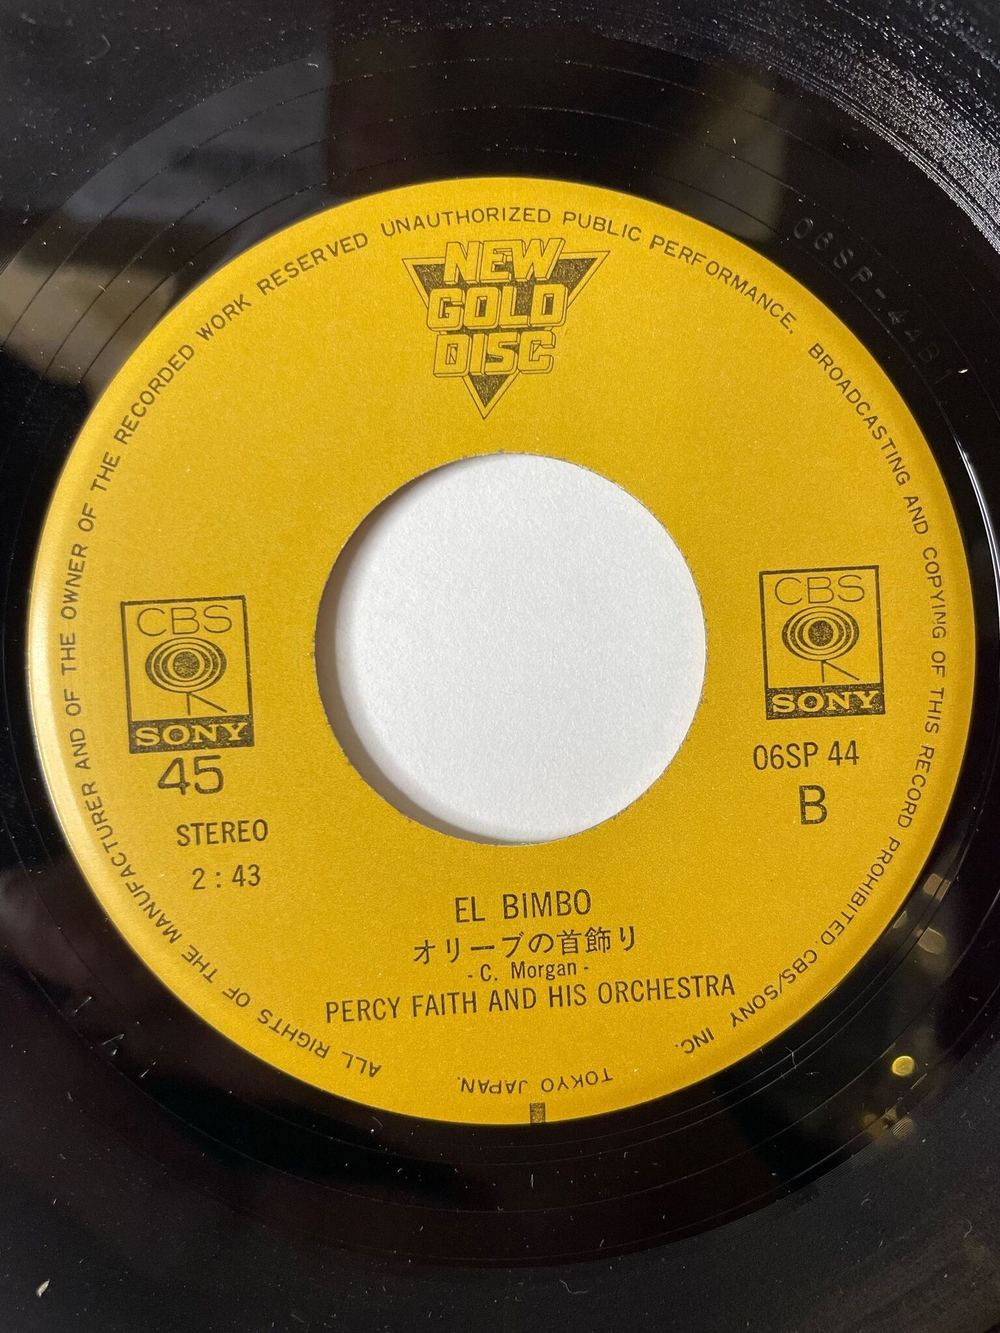 ALL RIGHTS OF THE MANUFACTURER AND OF THE OWNER OF THE RECORDED WORK RESERVED UNAUTHORIZED PUBLIC PERFORMANCE. BROADCASTING AND COPYING OF THIS RECORD PROHIBITED. CBS/SONY INC.
TOKYO JAPAN.
NEW
GOLD
DISC
CBS
SONY
45
STEREO
2:43
CBS
SONY
06SP 44
B
EL BIMBO
オリーブの首飾り
- C. Morgan -
PERCY FAITH AND HIS ORCHESTRA